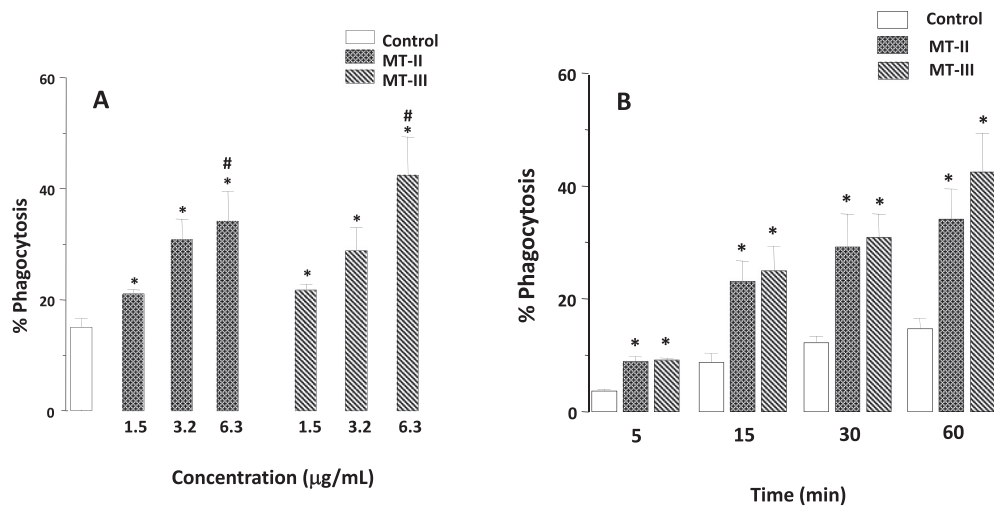 Control
MT-II
MT-III
A
60
40
20
0
% Phagocytosis
*
*
#
*
*
*
#
*
1.5 3.2 6.3 1.5 3.2 6.3
Concentration (µg/mL)
Control
MT-II
MT-III
B
60
40
20
0
% Phagocytosis
* *
* *
* *
* *
5 15 30 60
Time (min)